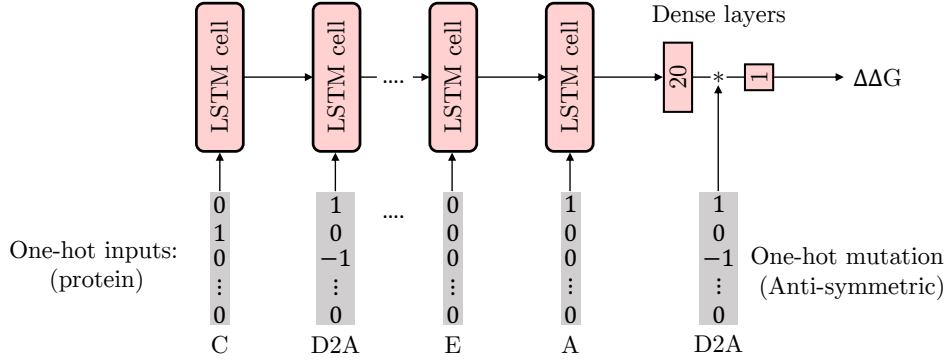 Dense layers
LSTM cell
LSTM cell
....
LSTM cell
LSTM cell
20
*
1
ΔΔG
One-hot inputs:
(protein)
0
1
0
⋮
0
C
1
0
−1
⋮
0
D2A
....
0
0
0
⋮
0
E
1
0
0
⋮
0
A
1
0
−1
⋮
0
D2A
One-hot mutation
(Anti-symmetric)